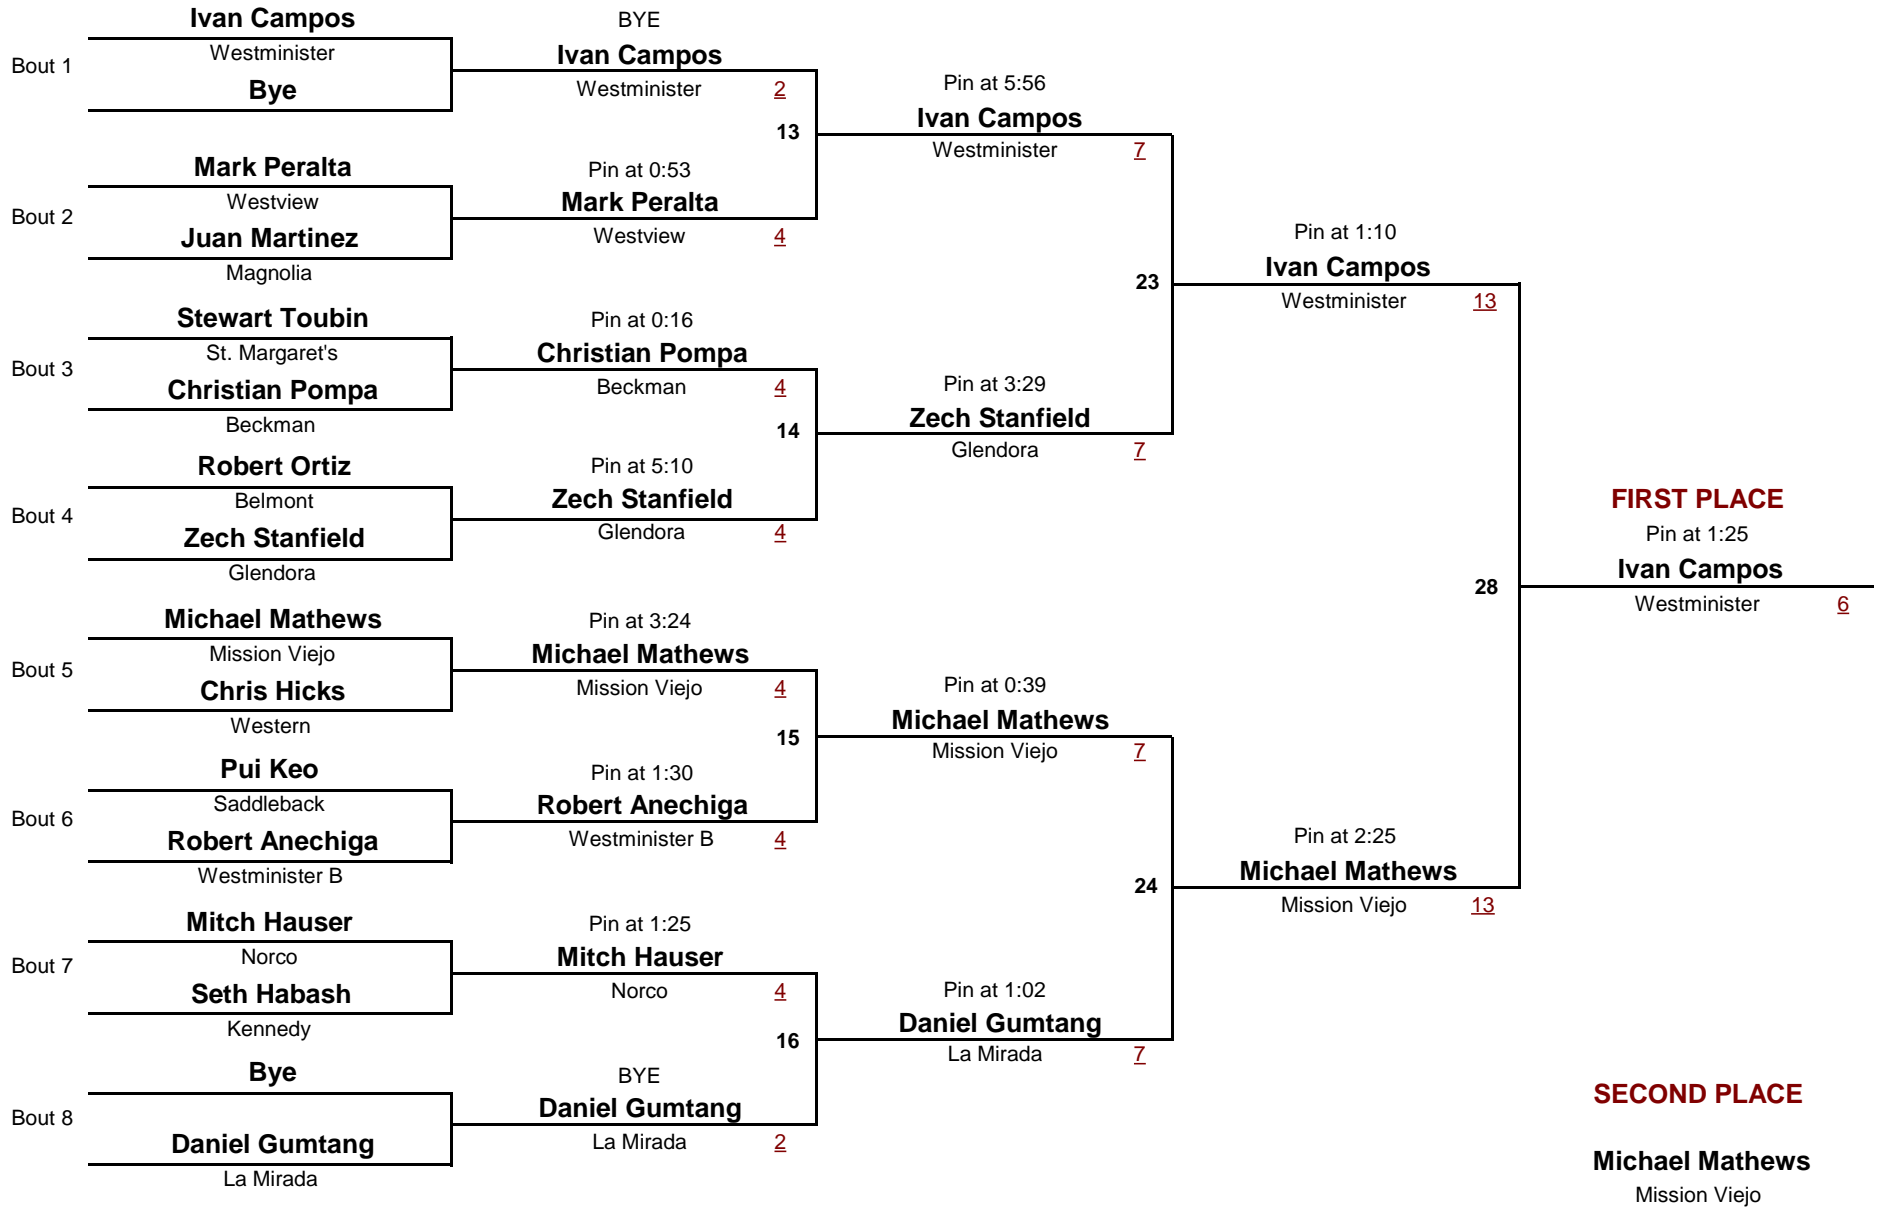 Ivan Campos
Bout 1
Westminister
Bye
Mark Peralta
Bout 2
Westview
Juan Martinez
Magnolia
Stewart Toubin
Bout 3
St. Margaret's
Christian Pompa
Beckman
Robert Ortiz
Bout 4
Belmont
Zech Stanfield
Glendora
Michael Mathews
Bout 5
Mission Viejo
Chris Hicks
Western
Pui Keo
Bout 6
Saddleback
Robert Anechiga
Westminister B
Mitch Hauser
Bout 7
Norco
Seth Habash
Kennedy
Bye
Bout 8
Daniel Gumtang
La Mirada
BYE
Ivan Campos
Westminister 2
13
Pin at 0:53
Mark Peralta
Westview 4
Pin at 0:16
Christian Pompa
Beckman 4
14
Pin at 5:10
Zech Stanfield
Glendora 4
Pin at 3:24
Michael Mathews
Mission Viejo 4
15
Pin at 1:30
Robert Anechiga
Westminister B 4
Pin at 1:25
Mitch Hauser
Norco 4
16
BYE
Daniel Gumtang
La Mirada 2
Pin at 5:56
Ivan Campos
Westminister 7
23
Pin at 3:29
Zech Stanfield
Glendora 7
Pin at 0:39
Michael Mathews
Mission Viejo 7
24
Pin at 1:02
Daniel Gumtang
La Mirada 7
Pin at 1:10
Ivan Campos
Westminister 13
28
Pin at 2:25
Michael Mathews
Mission Viejo 13
FIRST PLACE
Pin at 1:25
Ivan Campos
Westminister 6
SECOND PLACE
Michael Mathews
Mission Viejo